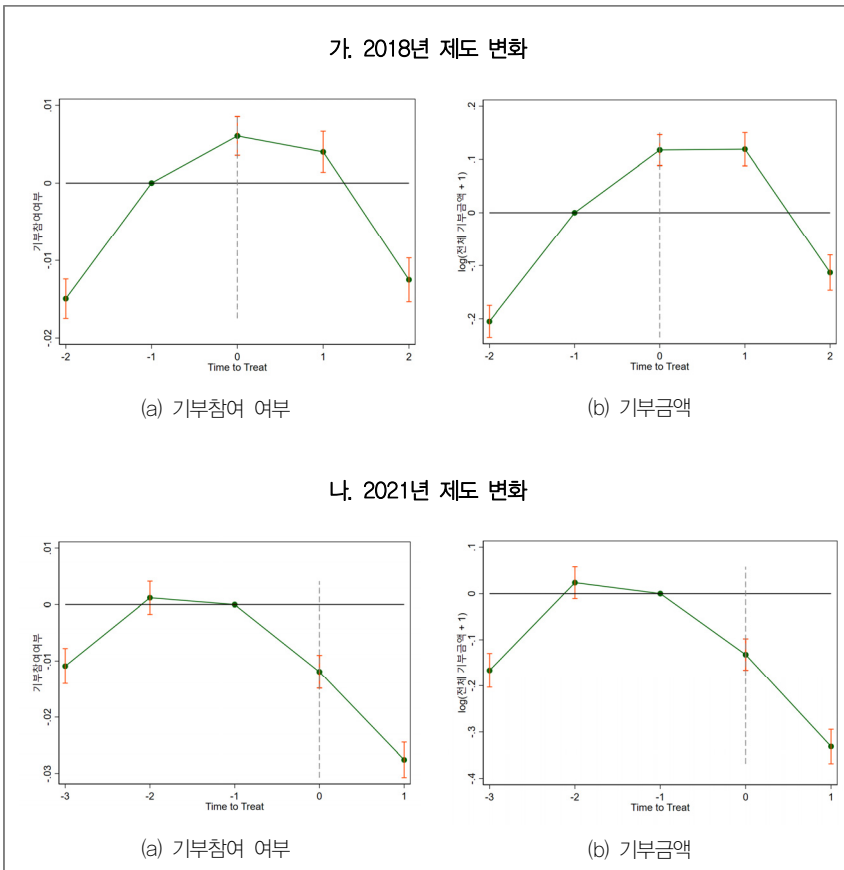 가. 2018년 제도 변화
.01
0
-.01
-.02
기부참여여부
-2
-1
0
1
2
Time to Treat
(a) 기부참여 여부
.2
.1
0
-.1
-.2
log(전체 기부금액 + 1)
-2
-1
0
1
2
Time to Treat
(b) 기부금액
나. 2021년 제도 변화
.01
0
-.01
-.02
-.03
기부참여여부
-3
-2
-1
0
1
Time to Treat
(a) 기부참여 여부
.1
0
-.1
-.2
-.3
-.4
log(전체 기부금액 + 1)
-3
-2
-1
0
1
Time to Treat
(b) 기부금액